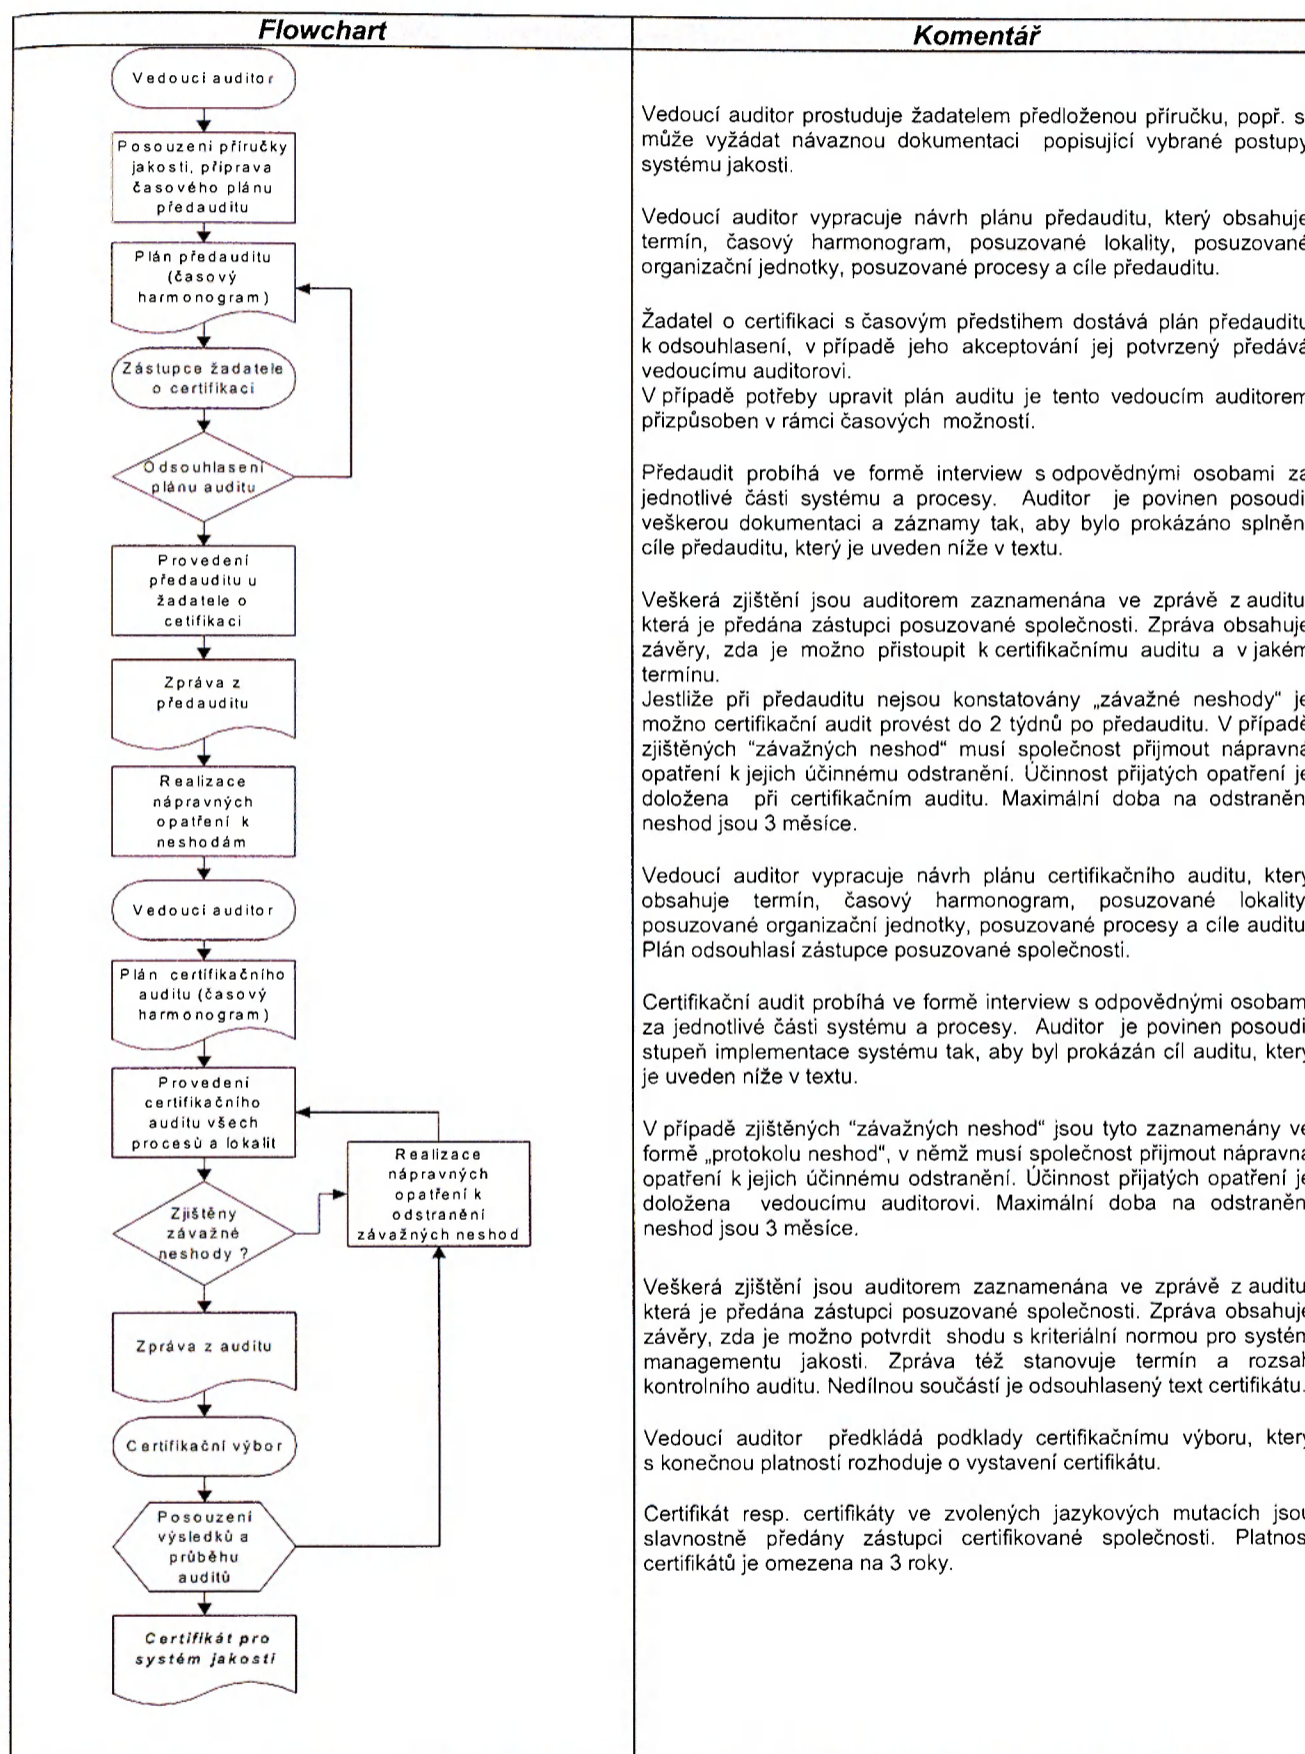 Flowchart
Komentář
Vedoucí auditor
Posouzení příručky
jakosti, příprava
časového plánu
předauditu
Plán předauditu
(časový
harmonogram)
Zástupce žadatele
o certifikaci
Odsouhlasení
plánu auditu
Provedení
předauditu u
žadatele o
cetifikaci
Zpráva z
předauditu
Realizace
nápravných
opatření k
neshodám
Vedoucí auditor
Plán certifikačního
auditu (časový
harmonogram)
Provedení
certifikačního
auditu všech
procesů a lokalit
Realizace
nápravných
opatření k
odstranění
závažných neshod
Zjištěny
závažné
neshody ?
Zpráva z auditu
Certifikační výbor
Posouzení
výsledků a
průběhu
auditů
Certifikát pro
systém jakosti
Vedoucí auditor prostuduje žadatelem předloženou příručku, popř. s
může vyžádat návaznou dokumentaci popisující vybrané postupy
systému jakosti.
Vedoucí auditor vypracuje návrh plánu předauditu, který obsahuje
termín, časový harmonogram, posuzované lokality, posuzované
organizační jednotky, posuzované procesy a cíle předauditu.
Žadatel o certifikaci s časovým předstihem dostává plán předauditu
k odsouhlasení, v případě jeho akceptování jej potvrzený předává
vedoucímu auditorovi.
V případě potřeby upravit plán auditu je tento vedoucím auditorem
přizpůsoben v rámci časových možností.
Předaudit probíhá ve formě interview s odpovědnými osobami za
jednotlivé části systému a procesy. Auditor je povinen posoudi
veškerou dokumentaci a záznamy tak, aby bylo prokázáno splněn
cíle předauditu, který je uveden níže v textu.
Veškerá zjištění jsou auditorem zaznamenána ve zprávě z auditu
která je předána zástupci posuzované společnosti. Zpráva obsahuje
závěry, zda je možno přistoupit k certifikačnímu auditu a v jakém
termínu.
Jestliže při předauditu nejsou konstatovány „závažné neshody“ je
možno certifikační audit provést do 2 týdnů po předauditu. V případě
zjištěných “závažných neshod“ musí společnost přijmout nápravná
opatření k jejich účinnému odstranění. Účinnost přijatých opatření je
doložena při certifikačním auditu. Maximální doba na odstraněn
neshod jsou 3 měsíce.
Vedoucí auditor vypracuje návrh plánu certifikačního auditu, který
obsahuje termín, časový harmonogram, posuzované lokality
posuzované organizační jednotky, posuzované procesy a cíle auditu
Plán odsouhlasí zástupce posuzované společnosti.
Certifikační audit probíhá ve formě interview s odpovědnými osobam
za jednotlivé části systému a procesy. Auditor je povinen posoudi
stupeň implementace systému tak, aby byl prokázán cíl auditu, který
je uveden níže v textu.
V případě zjištěných “závažných neshod“ jsou tyto zaznamenány ve
formě „protokolu neshod“, v němž musí společnost přijmout nápravná
opatření k jejich účinnému odstranění. Účinnost přijatých opatření je
doložena vedoucímu auditorovi. Maximální doba na odstraněn
neshod jsou 3 měsíce.
Veškerá zjištění jsou auditorem zaznamenána ve zprávě z auditu
která je předána zástupci posuzované společnosti. Zpráva obsahuje
závěry, zda je možno potvrdit shodu s kriteriální normou pro systém
managementu jakosti. Zpráva též stanovuje termín a rozsah
kontrolního auditu. Nedílnou součástí je odsouhlasený text certifikátu.
Vedoucí auditor předkládá podklady certifikačnímu výboru, který
s konečnou platností rozhoduje o vystavení certifikátu.
Certifikát resp. certifikáty ve zvolených jazykových mutacích jsou
slavnostně předány zástupci certifikované společnosti. Platnos
certifikátů je omezena na 3 roky.